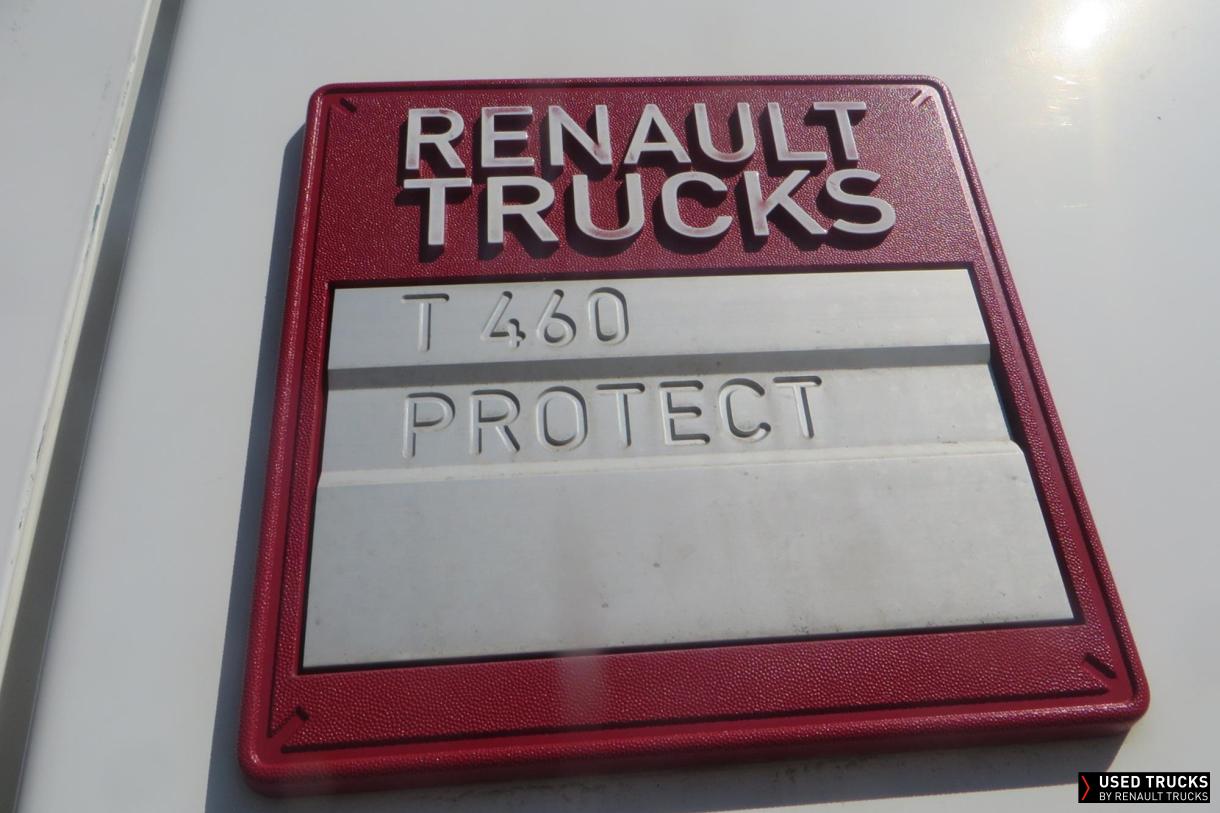 RENAULT
TRUCKS
T 460
PROTECT
USED TRUCKS
BY RENAULT TRUCKS